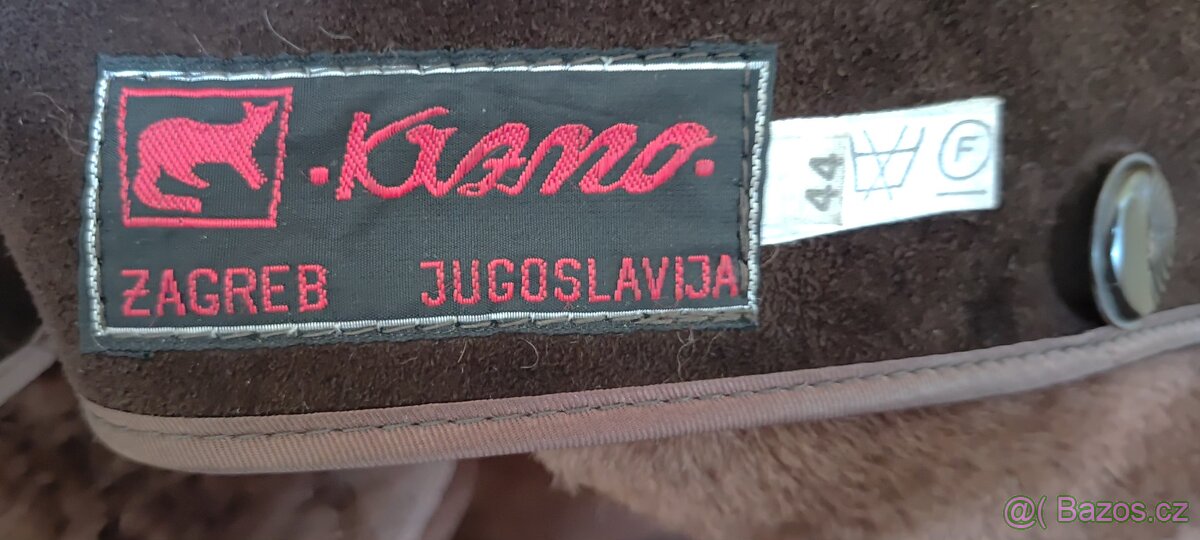 ·Krzno·
ZAGREB JUGOSLAVIJA
44
F
@( Bazos.cz